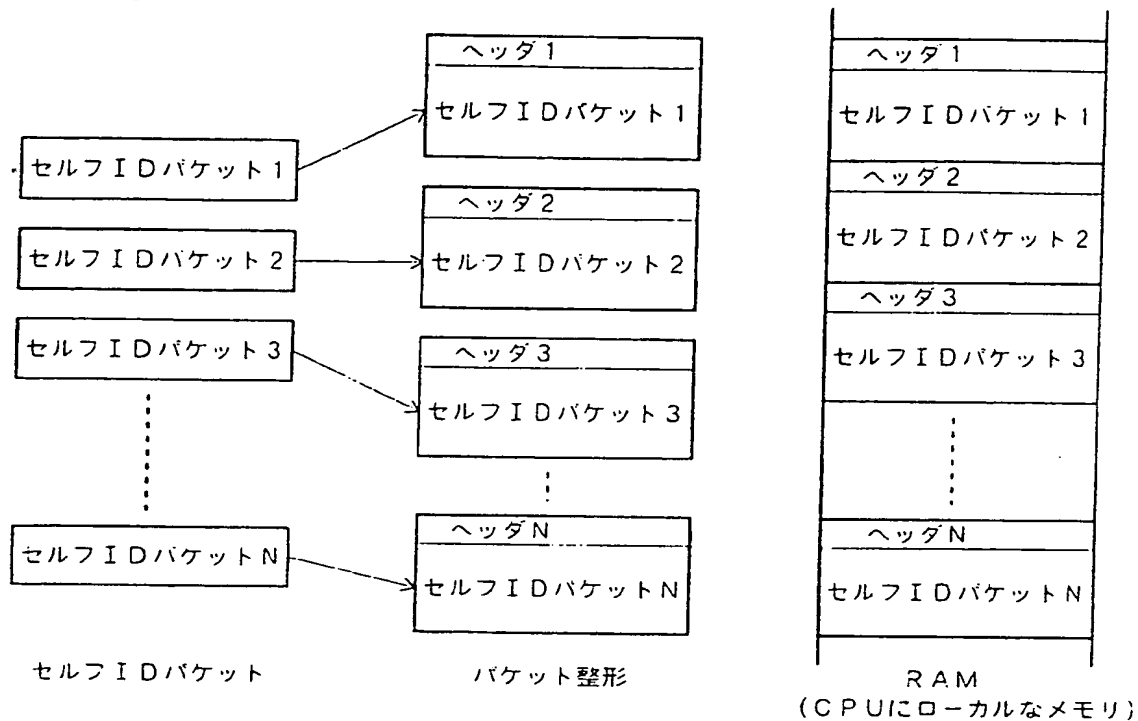 セルフIDパケット1
セルフIDパケット2
セルフIDパケット3
セルフIDパケットN
セルフIDパケット
ヘッダ1
セルフIDパケット1
ヘッダ2
セルフIDパケット2
ヘッダ3
セルフIDパケット3
ヘッダN
セルフIDパケットN
パケット整形
ヘッダ1
セルフIDパケット1
ヘッダ2
セルフIDパケット2
ヘッダ3
セルフIDパケット3
ヘッダN
セルフIDパケットN
RAM
(CPUにローカルなメモリ)